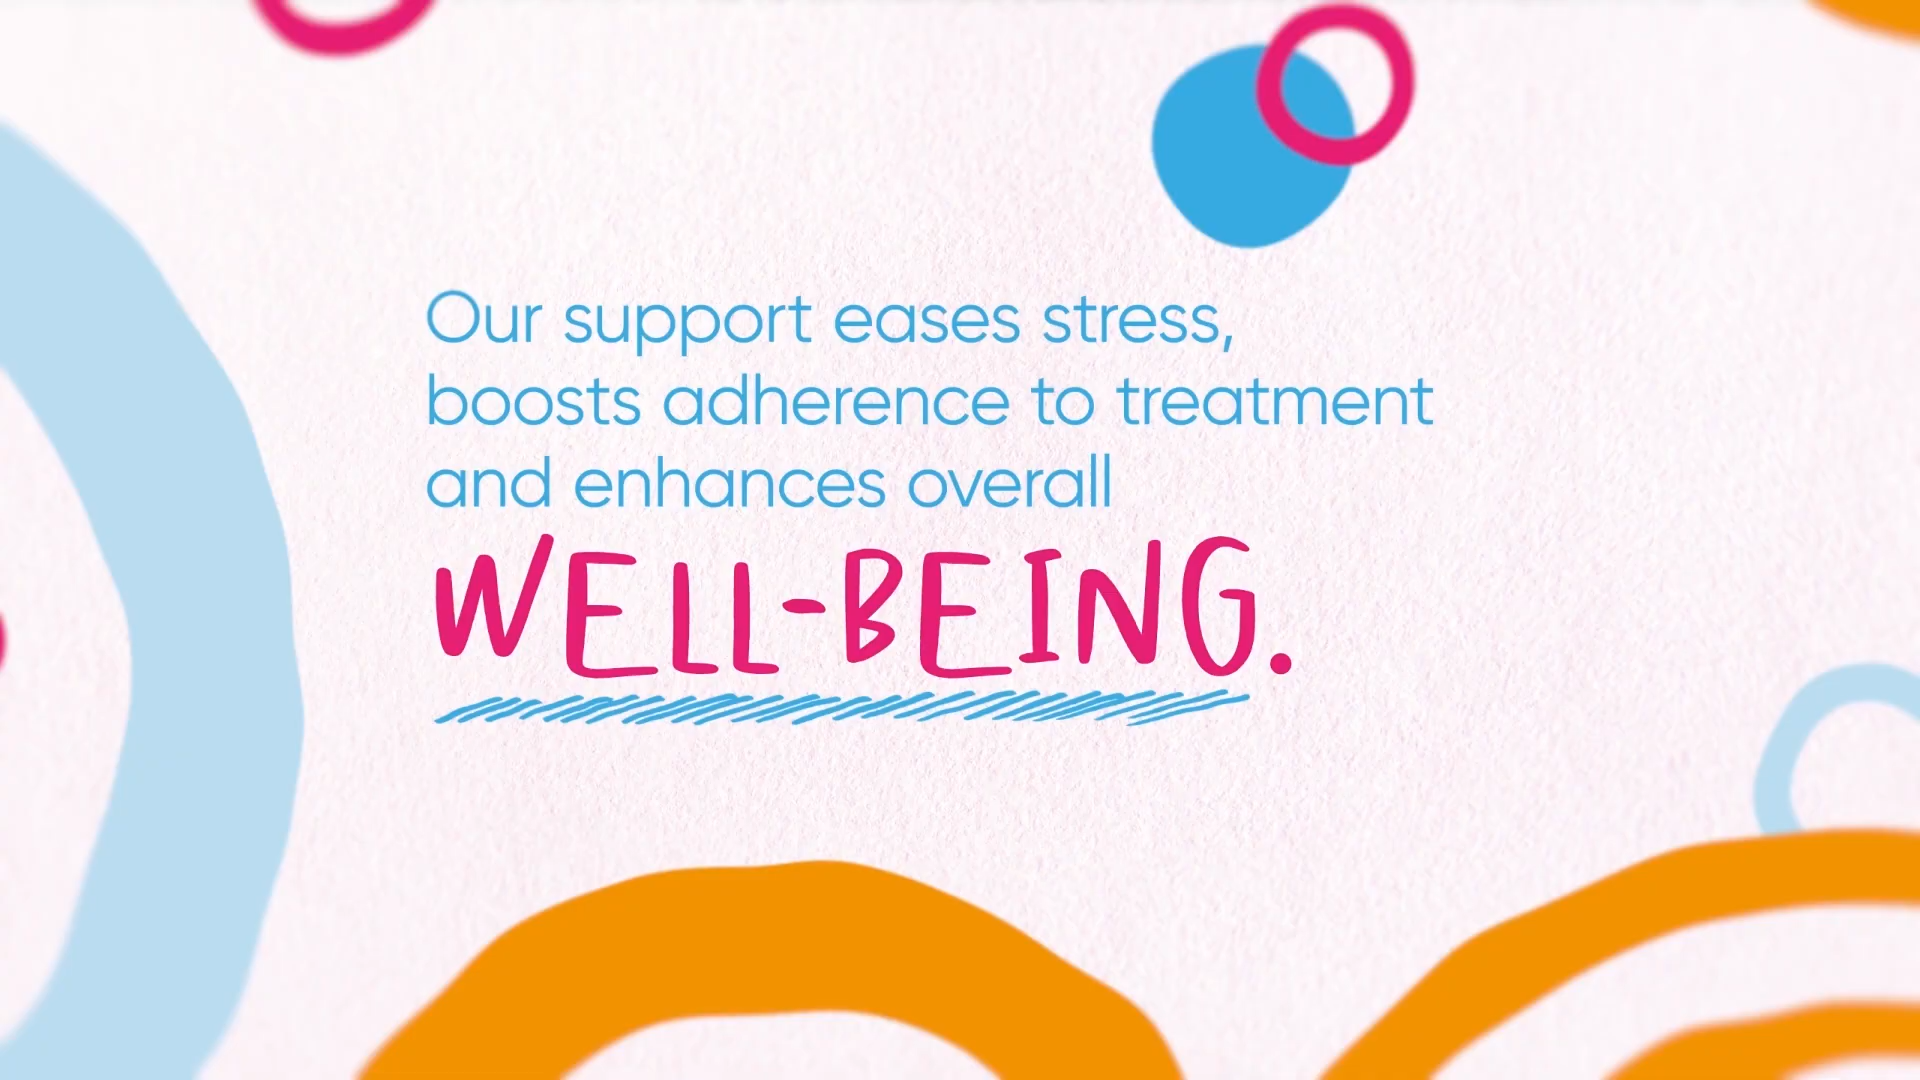 Our support eases stress,
boosts adherence to treatment
and enhances overall
WELL-BEING.